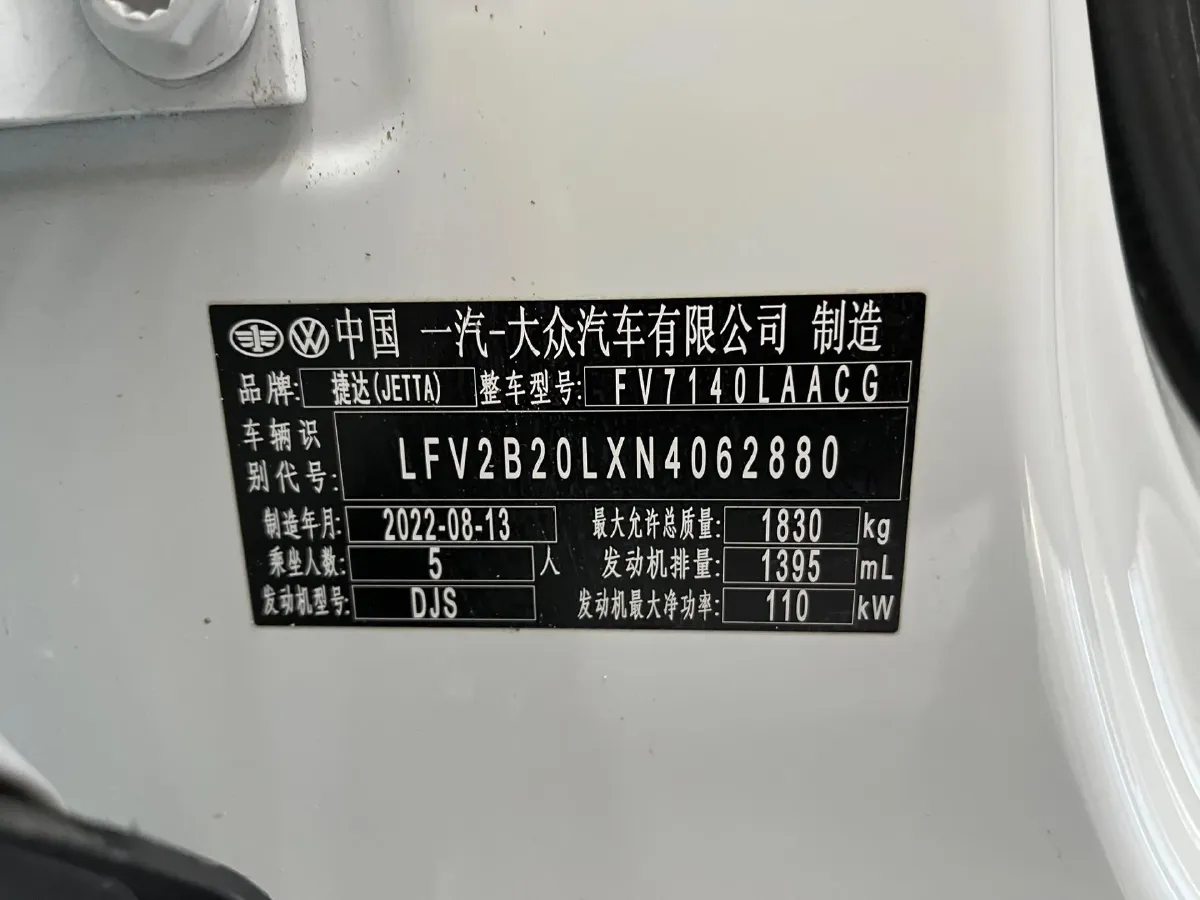 中国 一汽-大众汽车有限公司 制造
品牌: 捷达(JETTA) 整车型号: FV7140LAACG
车辆识别代号: LFV2B20LXN4062880
制造年月: 2022-08-13 最大允许总质量: 1830 kg
乘坐人数: 5 人 发动机排量: 1395 mL
发动机型号: DJS 发动机最大净功率: 110 kW